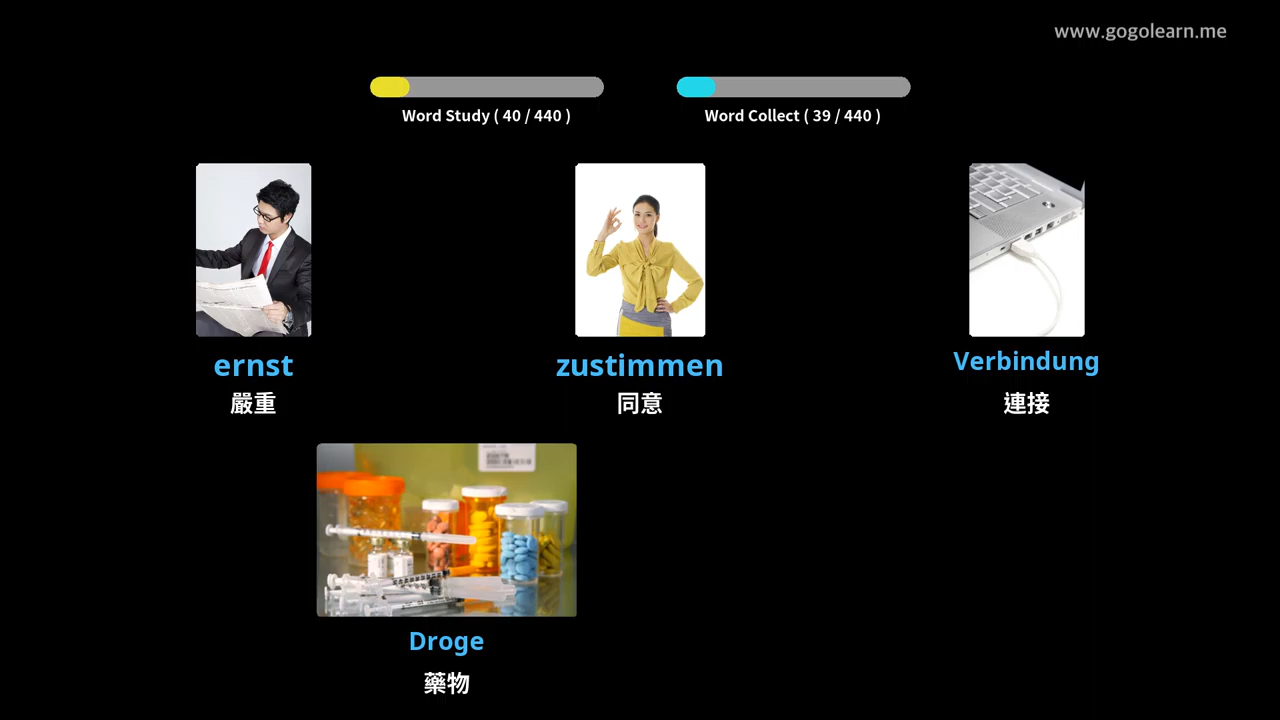 www.gogolearn.me
Word Study ( 40 / 440 )
Word Collect ( 39 / 440 )
ernst
嚴重
zustimmen
同意
Verbindung
連接
Droge
藥物